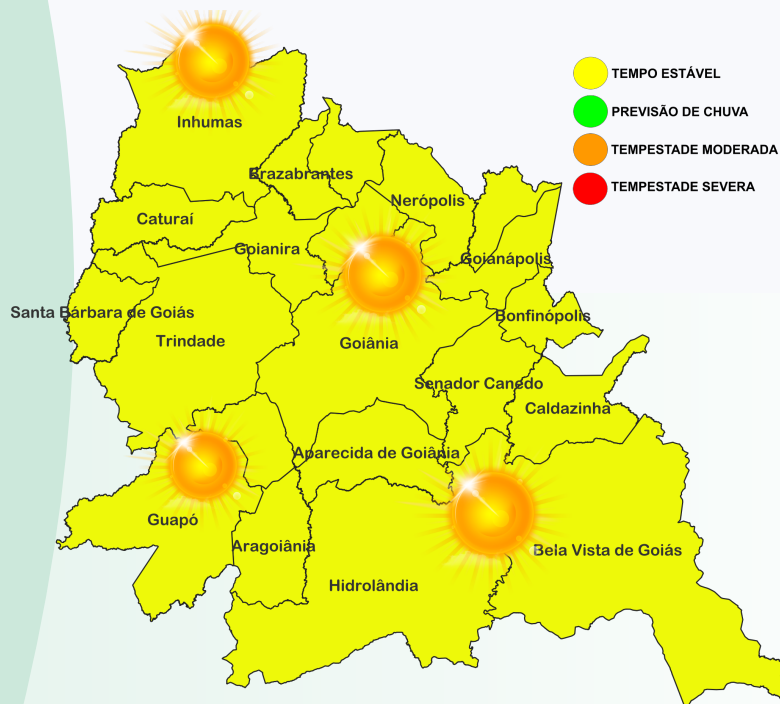 TEMPO ESTÁVEL
PREVISÃO DE CHUVA
TEMPESTADE MODERADA
TEMPESTADE SEVERA
Inhumas
Brazabrantes
Nerópolis
Caturaí
Goianira
Goianápolis
Santa Bárbara de Goiás
Bonfinópolis
Trindade
Goiânia
Senador Canedo
Caldazinha
Aparecida de Goiânia
Guapó
Aragoiânia
Bela Vista de Goiás
Hidrolândia